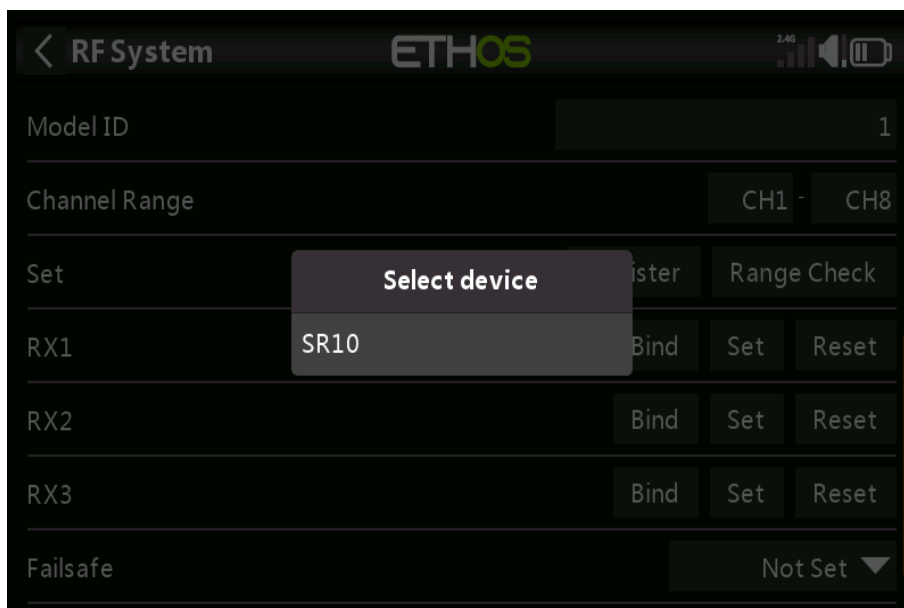 RF System ETHOS 2.4G
Model ID 1
Channel Range CH1 - CH8
Set ister Range Check
Select device
SR10
RX1 Bind Set Reset
RX2 Bind Set Reset
RX3 Bind Set Reset
Failsafe Not Set